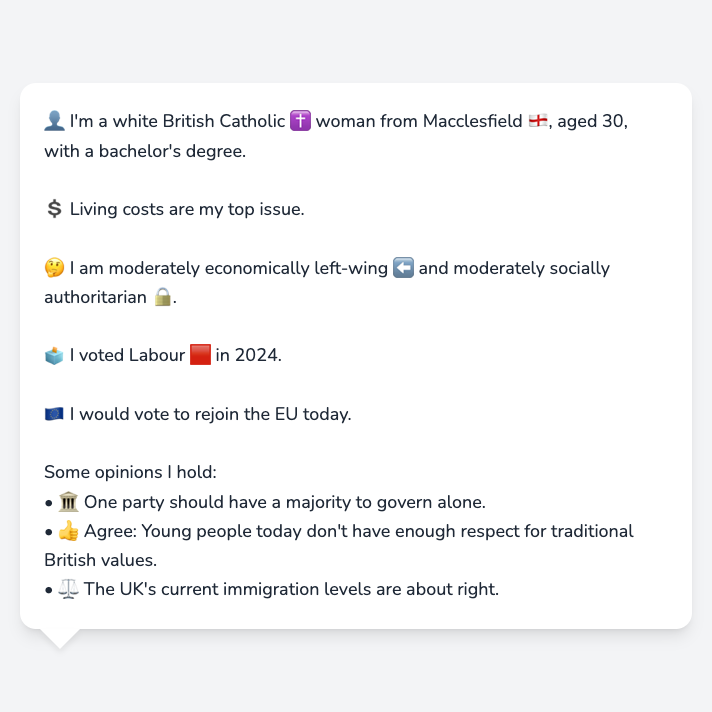 👤 I'm a white British Catholic ✝️ woman from Macclesfield 🏴󠁧󠁢󠁥󠁮󠁧󠁿, aged 30,
with a bachelor's degree.
💲 Living costs are my top issue.
🤔 I am moderately economically left-wing ⬅️ and moderately socially
authoritarian 🔒.
🗳️ I voted Labour 🟥 in 2024.
🇪🇺 I would vote to rejoin the EU today.
Some opinions I hold:
• 🏛️ One party should have a majority to govern alone.
• 👍 Agree: Young people today don't have enough respect for traditional
British values.
• ⚖️ The UK's current immigration levels are about right.